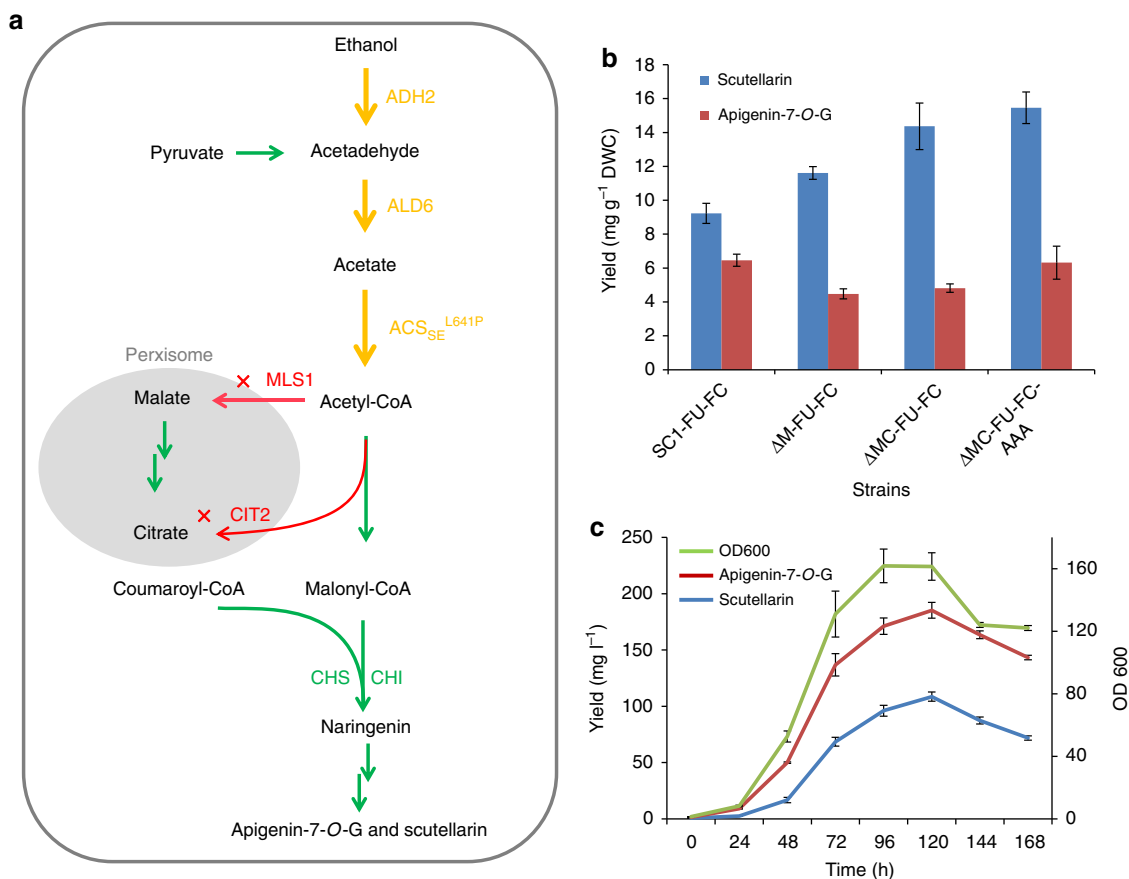 a
Ethanol
ADH2
Pyruvate
Acetadehyde
ALD6
Acetate
ACS_SE^L641P
Perxisome
MLS1
Malate
Acetyl-CoA
CIT2
Citrate
Coumaroyl-CoA
Malonyl-CoA
CHS
CHI
Naringenin
Apigenin-7-O-G and scutellarin
b
18
16
14
12
10
8
6
4
2
0
Yield (mg g⁻¹ DWC)
Scutellarin
Apigenin-7-O-G
SC1-FU-FC
ΔM-FU-FC
ΔMC-FU-FC
ΔMC-FU-FC-
AAA
Strains
c
250
200
150
100
50
0
Yield (mg l⁻¹)
OD600
Apigenin-7-O-G
Scutellarin
160
120
80
40
0
OD 600
0 24 48 72 96 120 144 168
Time (h)